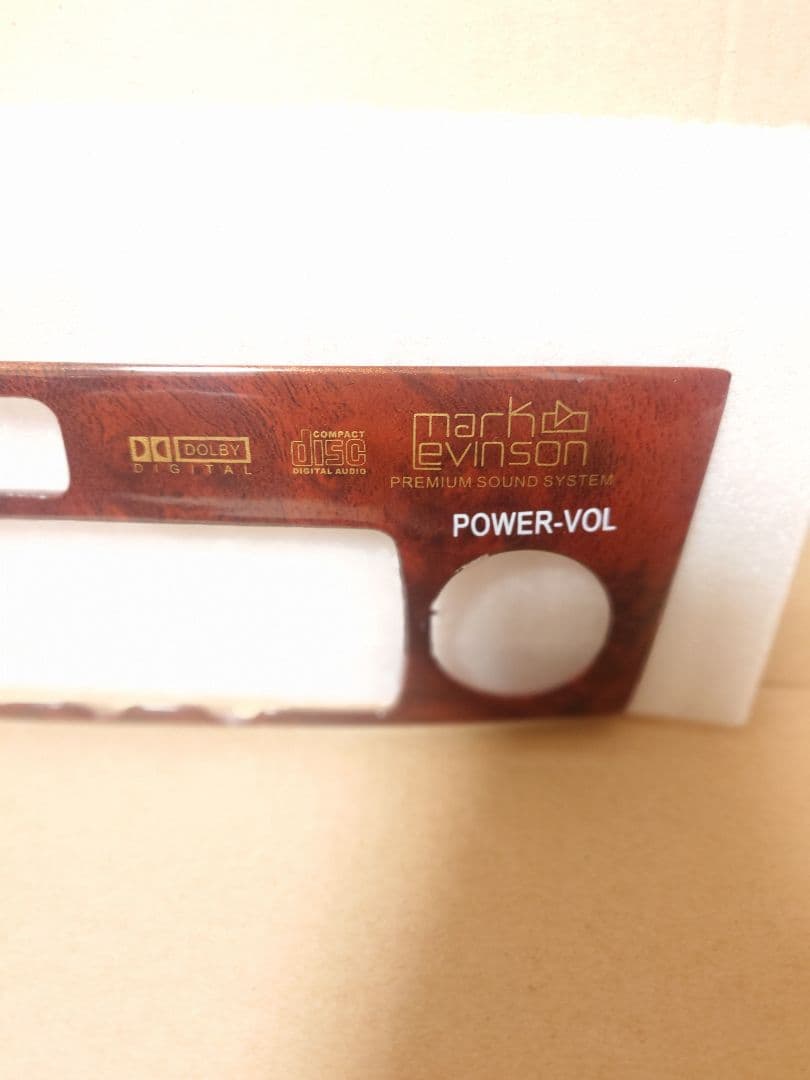 DOLBY
DIGITAL
COMPACT
disc
DIGITAL AUDIO
mark
Levinson
PREMIUM SOUND SYSTEM
POWER-VOL